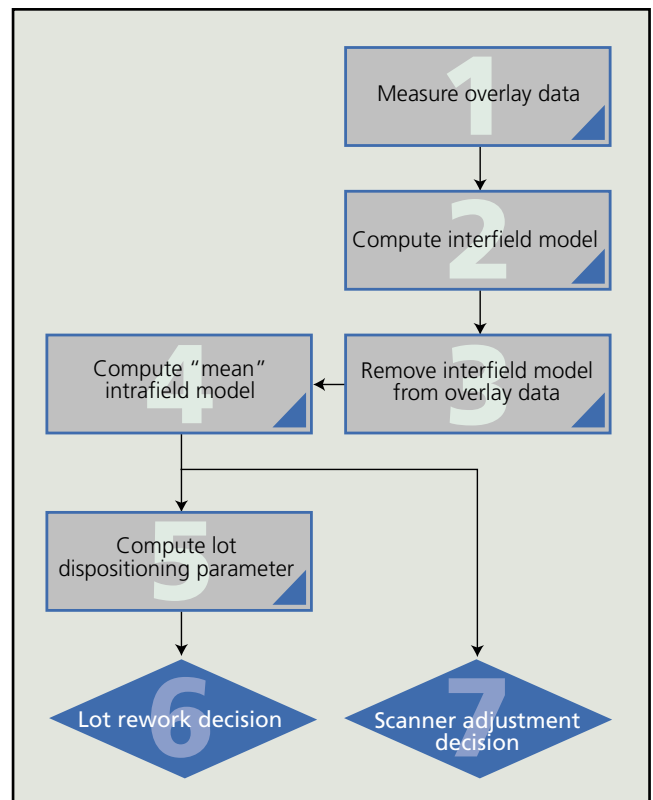 1
Measure overlay data
2
Compute interfield model
3
Remove interfield model
from overlay data
4
Compute “mean”
intrafield model
5
Compute lot
dispositioning parameter
6
Lot rework decision
7
Scanner adjustment
decision